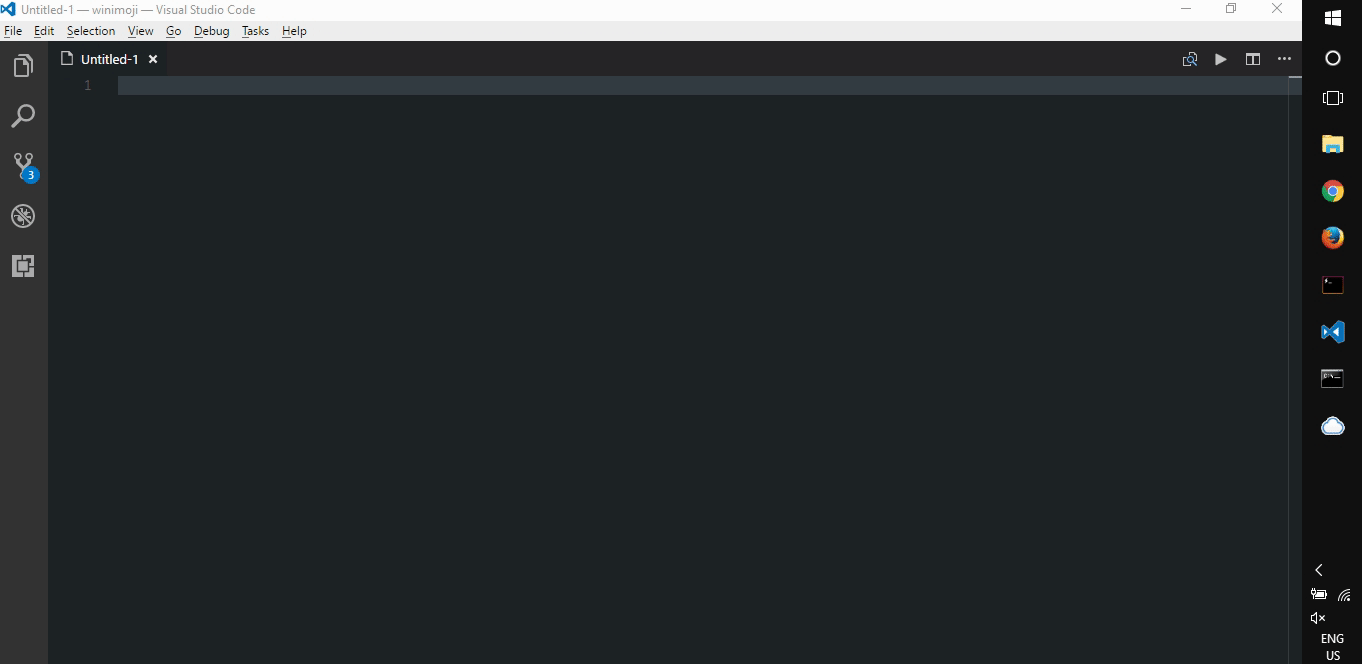 Untitled-1 — winimoji — Visual Studio Code
File Edit Selection View Go Debug Tasks Help
Untitled-1
1
3
ENG
US